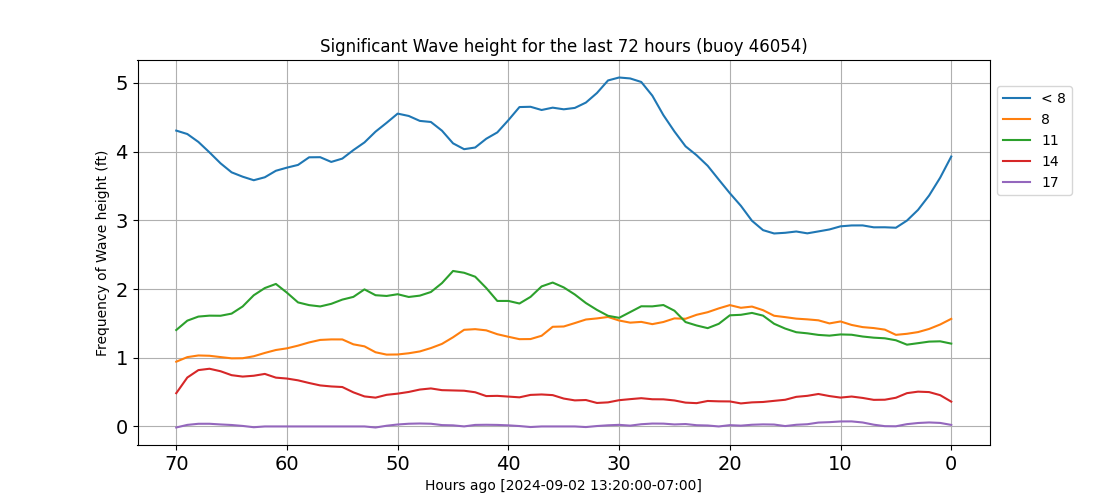 Significant Wave height for the last 72 hours (buoy 46054)
Frequency of Wave height (ft)
5
4
3
2
1
0
70 60 50 40 30 20 10 0
Hours ago [2024-09-02 13:20:00-07:00]
< 8
8
11
14
17